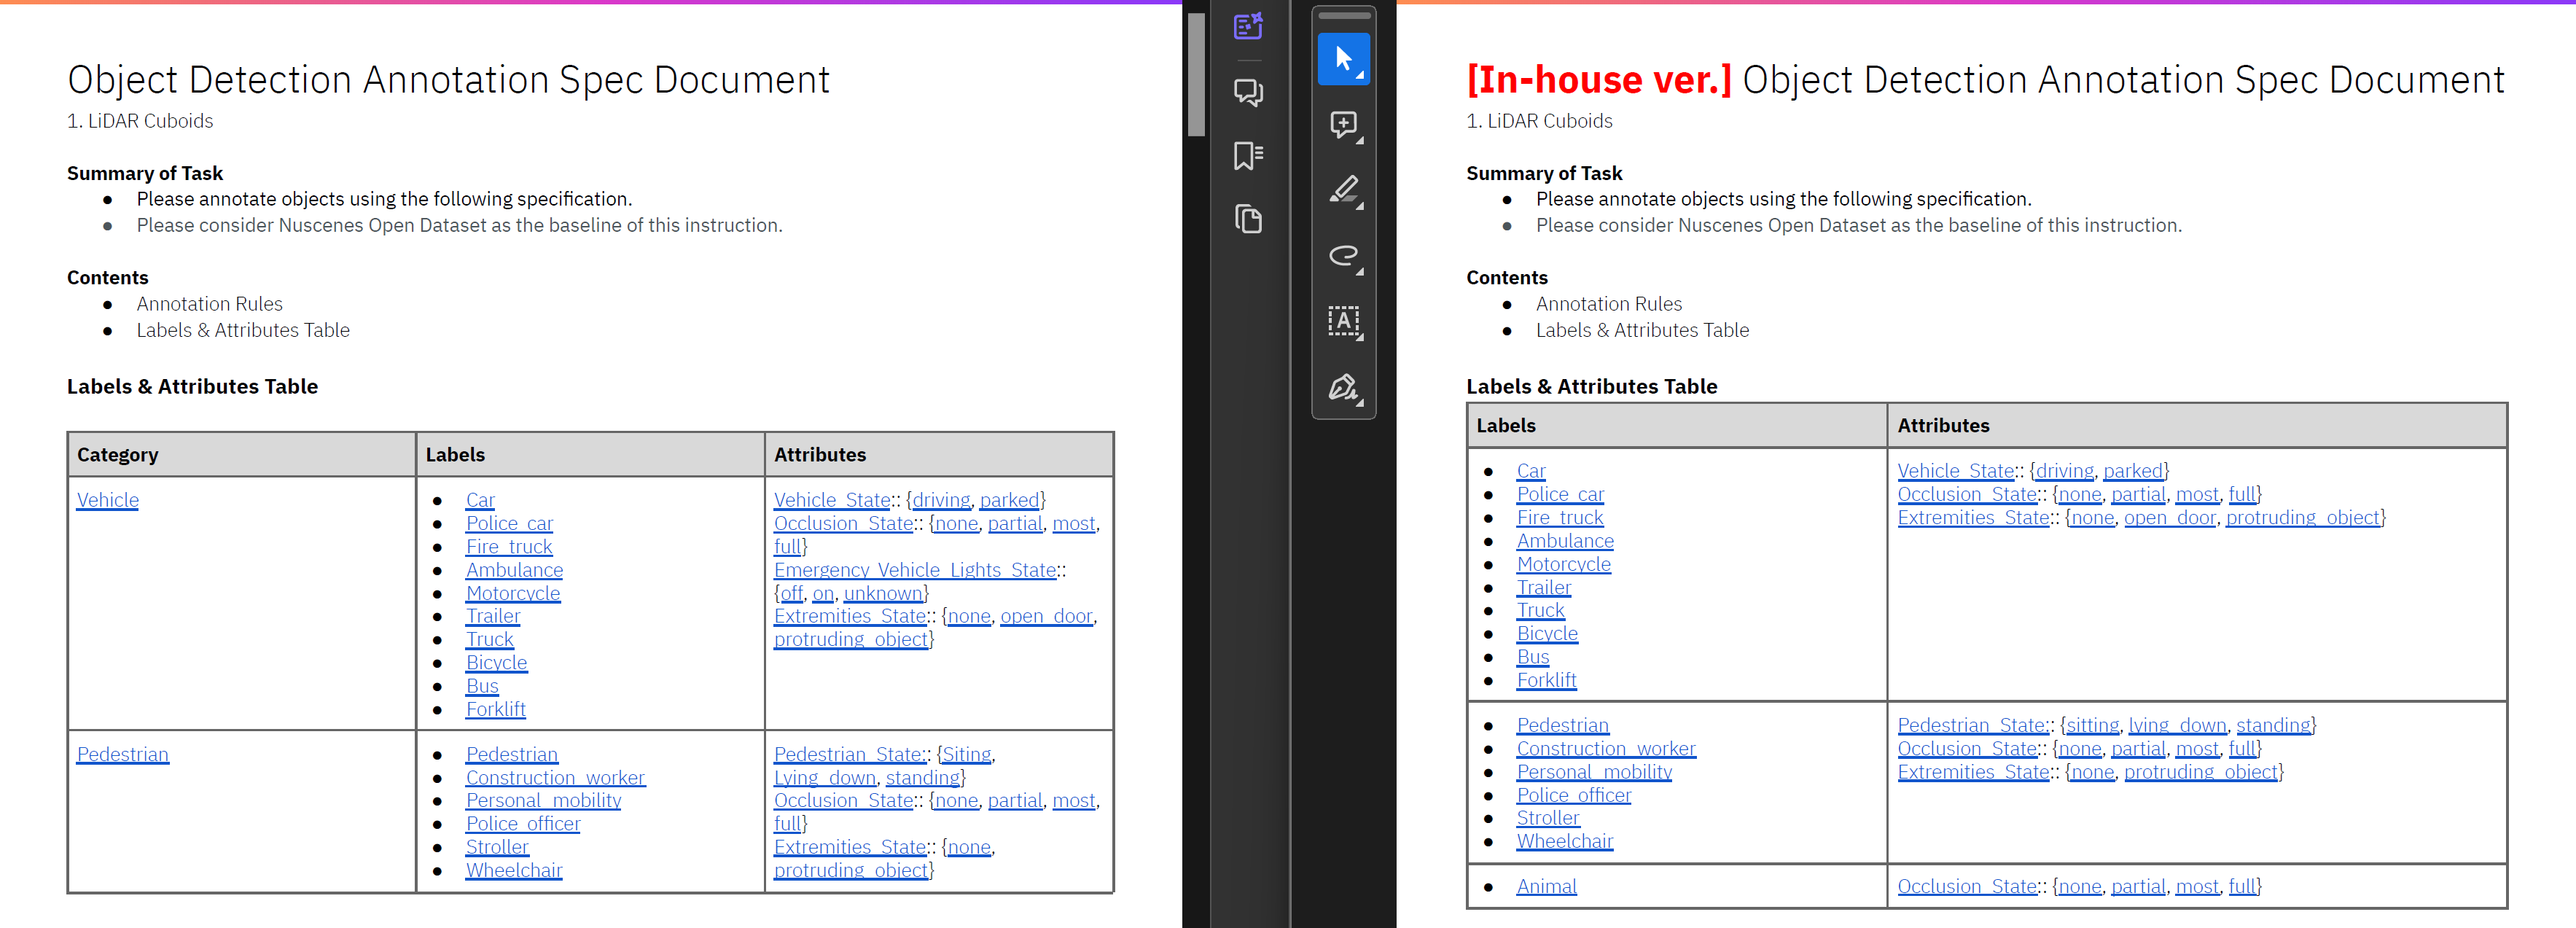 Object Detection Annotation Spec Document
1. LiDAR Cuboids
Summary of Task
● Please annotate objects using the following specification.
● Please consider Nuscenes Open Dataset as the baseline of this instruction.
Contents
● Annotation Rules
● Labels & Attributes Table
Labels & Attributes Table
Category
Labels
Attributes
Vehicle
● Car
● Police_car
● Fire_truck
● Ambulance
● Motorcycle
● Trailer
● Truck
● Bicycle
● Bus
● Forklift
Vehicle_State:: {driving, parked}
Occlusion_State:: {none, partial, most,
full}
Emergency_Vehicle_Lights_State::
{off, on, unknown}
Extremities_State:: {none, open_door,
protruding_object}
Pedestrian
● Pedestrian
● Construction_worker
● Personal_mobility
● Police_officer
● Stroller
● Wheelchair
Pedestrian_State:: {Siting,
Lying_down, standing}
Occlusion_State:: {none, partial, most,
full}
Extremities_State:: {none,
protruding_object}
A
[In-house ver.] Object Detection Annotation Spec Document
1. LiDAR Cuboids
Summary of Task
● Please annotate objects using the following specification.
● Please consider Nuscenes Open Dataset as the baseline of this instruction.
Contents
● Annotation Rules
● Labels & Attributes Table
Labels & Attributes Table
Labels
Attributes
● Car
● Police_car
● Fire_truck
● Ambulance
● Motorcycle
● Trailer
● Truck
● Bicycle
● Bus
● Forklift
Vehicle_State:: {driving, parked}
Occlusion_State:: {none, partial, most, full}
Extremities_State:: {none, open_door, protruding_object}
● Pedestrian
● Construction_worker
● Personal_mobility
● Police_officer
● Stroller
● Wheelchair
Pedestrian_State:: {sitting, lying_down, standing}
Occlusion_State:: {none, partial, most, full}
Extremities_State:: {none, protruding_object}
● Animal
Occlusion_State:: {none, partial, most, full}